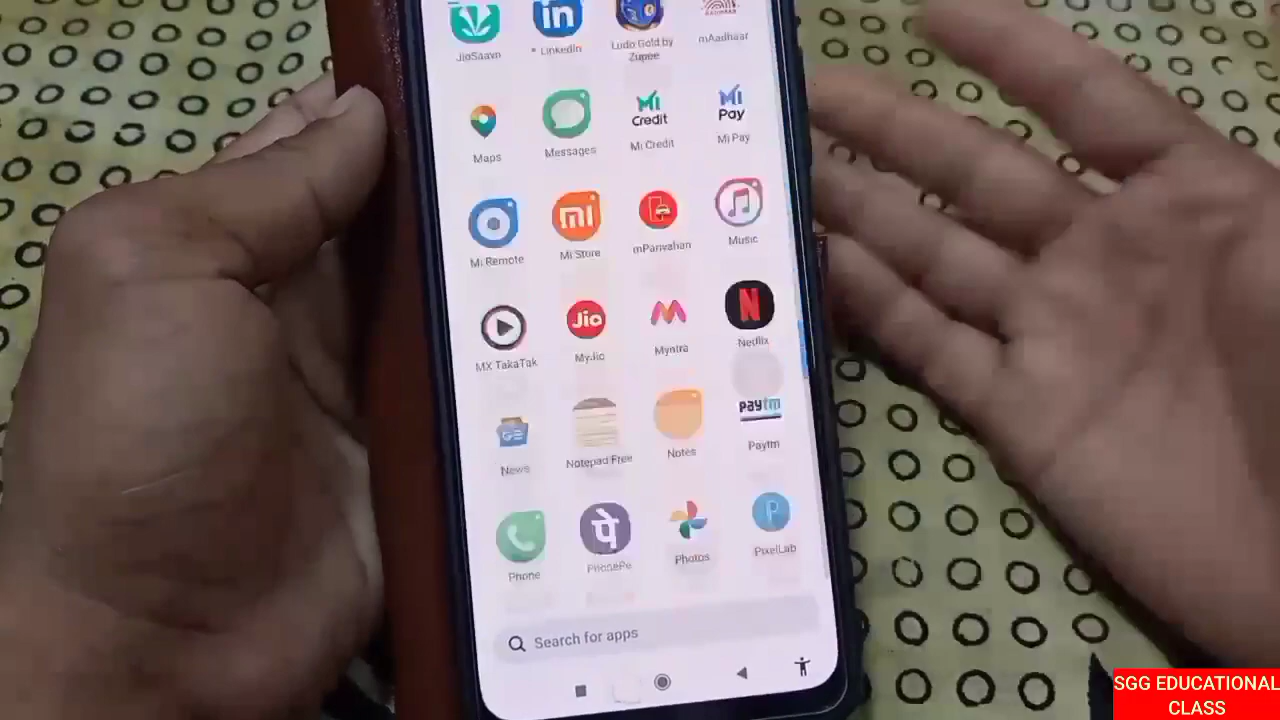 JioSaavn
LinkedIn
Ludo Gold by
Zupee
mAadhaar
Maps
Messages
Mi
Credit
Mi Credit
Mi
Pay
Mi Pay
Mi Remote
Mi Store
mParivahan
Music
MX TakaTak
Jio
MyJio
Myntra
N
Netflix
GE
News
Notepad Free
Notes
paytm
Paytm
Phone
पे
PhonePe
Photos
P
PixelLab
Search for apps
SGG EDUCATIONAL
CLASS